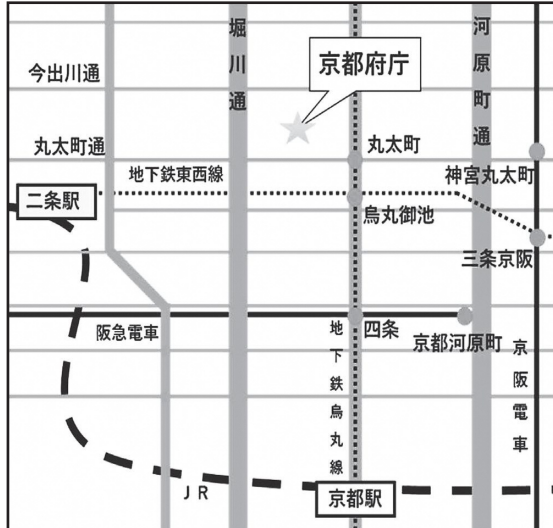 堀川通
河原町通
京都府庁
今出川通
丸太町通
丸太町
地下鉄東西線
神宮丸太町
二条駅
烏丸御池
三条京阪
阪急電車
四条
京都河原町
地下鉄烏丸線
京阪電車
JR
京都駅